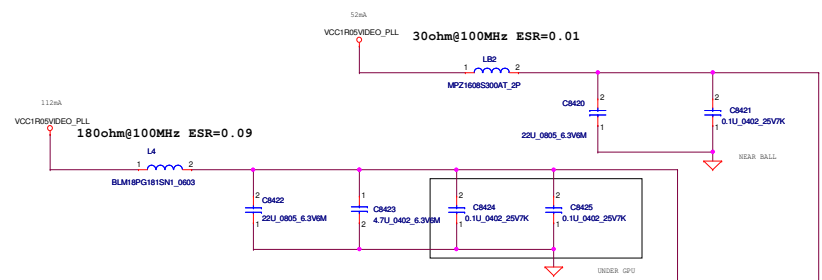 52mA
VCC1R05VIDEO_PLL
30ohm@100MHz ESR=0.01
LB2
1
2
MPZ1608S300AT_2P
2
C8420
1
22U_0805_6.3V6M
2
C8421
0.1U_0402_25V7K
1
NEAR BALL
112mA
VCC1R05VIDEO_PLL
180ohm@100MHz ESR=0.09
L4
1
2
BLM18PG181SN1_0603
2
C8422
22U_0805_6.3V6M
1
1
C8423
4.7U_0402_6.3V6M
2
2
C8424
0.1U_0402_25V7K
1
2
C8425
0.1U_0402_25V7K
1
UNDER GPU